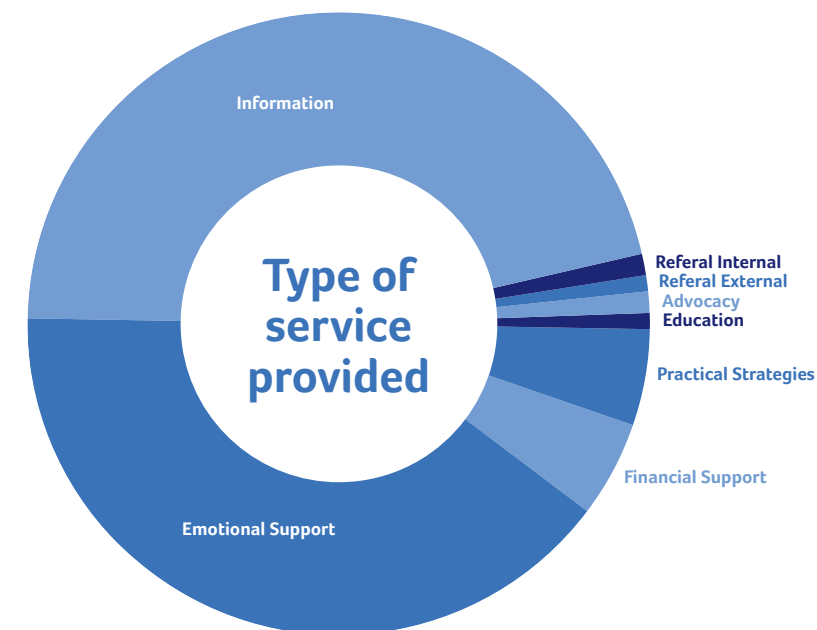 Information
Type of
service
provided
Referal Internal
Referal External
Advocacy
Education
Practical Strategies
Financial Support
Emotional Support